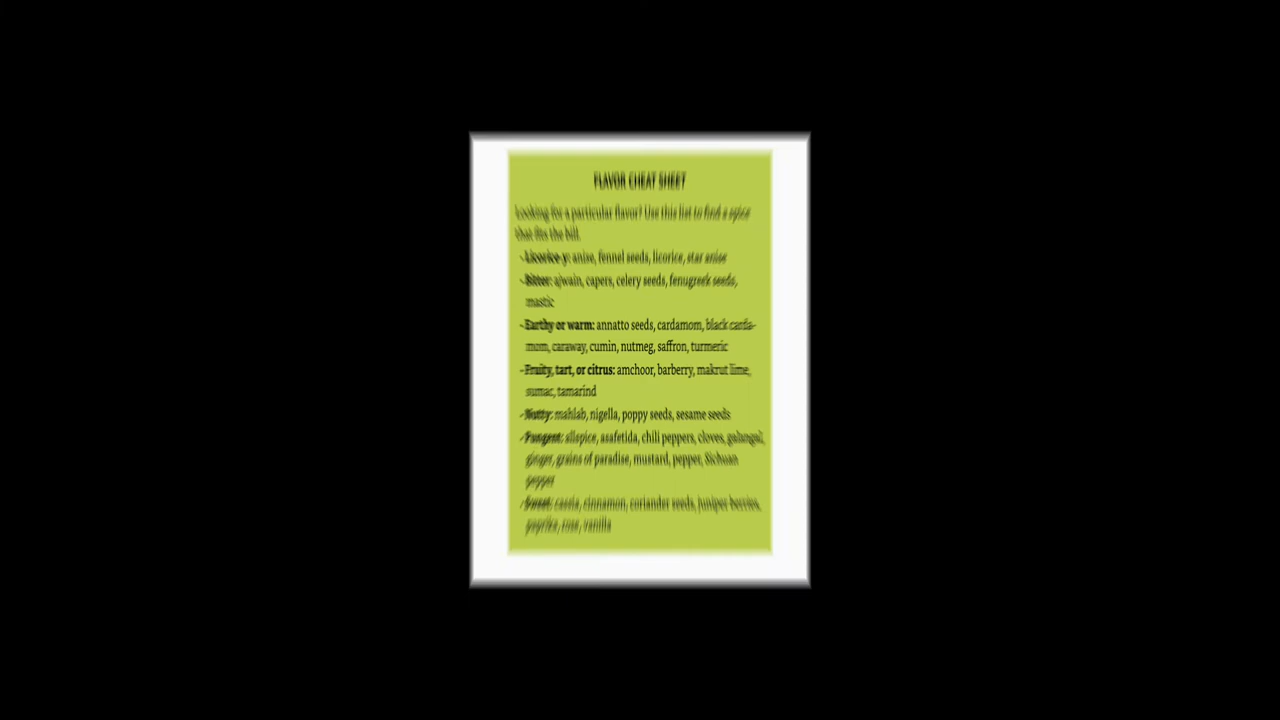 FLAVOR CHEAT SHEET
Looking for a particular flavor? Use this list to find a spice
that fits the bill.
- Licorice-y: anise, fennel seeds, licorice, star anise
- Bitter: ajwain, capers, celery seeds, fenugreek seeds,
mastic
- Earthy or warm: annatto seeds, cardamom, black carda-
mom, caraway, cumin, nutmeg, saffron, turmeric
- Fruity, tart, or citrus: amchoor, barberry, makrut lime,
sumac, tamarind
- Nutty: mahlab, nigella, poppy seeds, sesame seeds
- Pungent: allspice, asafetida, chili peppers, cloves, galangal,
ginger, grains of paradise, mustard, pepper, Sichuan
pepper
- Sweet: cassia, cinnamon, coriander seeds, juniper berries,
paprika, rose, vanilla